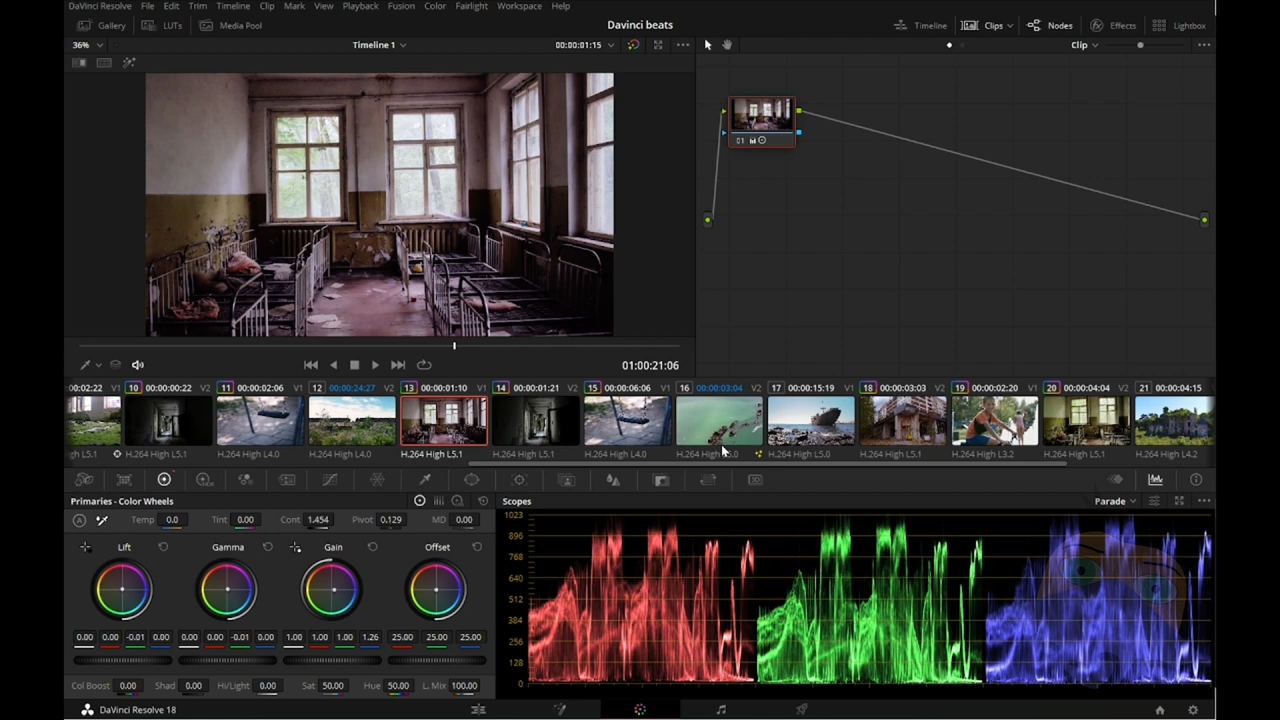 DaVinci Resolve File Edit Trim Timeline Clip Mark View Playback Fusion Color Fairlight Workspace Help
Gallery LUTs Media Pool Davinci beats Timeline Clips Nodes Effects Lightbox
36% Timeline 1 00:00:01:15 Clip
01
01:00:21:06
00:02:22 V1 10 00:00:00:22 V2 11 00:00:02:06 V2 12 00:00:24:27 V2 13 00:00:01:10 V1 14 00:00:01:21 V2 15 00:00:06:06 V2 16 00:00:03:04 V2 17 00:00:15:19 V2 18 00:00:03:03 V2 19 00:00:02:20 V1 20 00:00:04:04 V2 21 00:00:04:15
L5.1 H.264 High L5.1 H.264 High L4.0 H.264 High L4.0 H.264 High L5.1 H.264 High L5.1 H.264 High L4.0 H.264 High H.264 High L5.0 H.264 High L5.1 H.264 High L3.2 H.264 High L5.1 H.264 High L4.2
Primaries - Color Wheels Scopes
Temp 0.0 Tint 0.00 Cont 1.454 Pivot 0.129 MD 0.00 Parade
Lift Gamma Gain Offset
0.00 0.00 -0.01 0.00 0.00 0.00 -0.01 0.00 1.00 1.00 1.00 1.26 25.00 25.00 25.00
Col Boost 0.00 Shad 0.00 Hi/Light 0.00 Sat 50.00 Hue 50.00 L. Mix 100.00
1023
896
768
640
512
384
256
128
0
DaVinci Resolve 18